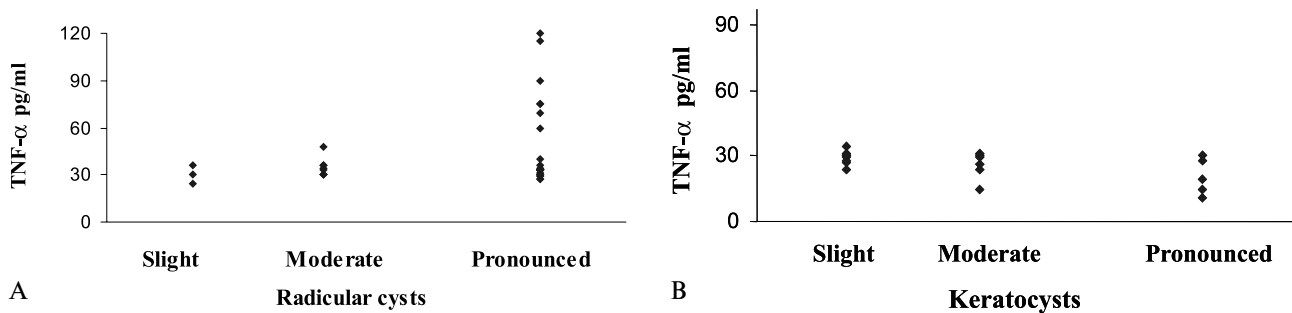 120
90
60
30
0
TNF-α pg/ml
Slight Moderate Pronounced
Radicular cysts
A
90
60
30
0
TNF-α pg/ml
Slight Moderate Pronounced
Keratocysts
B